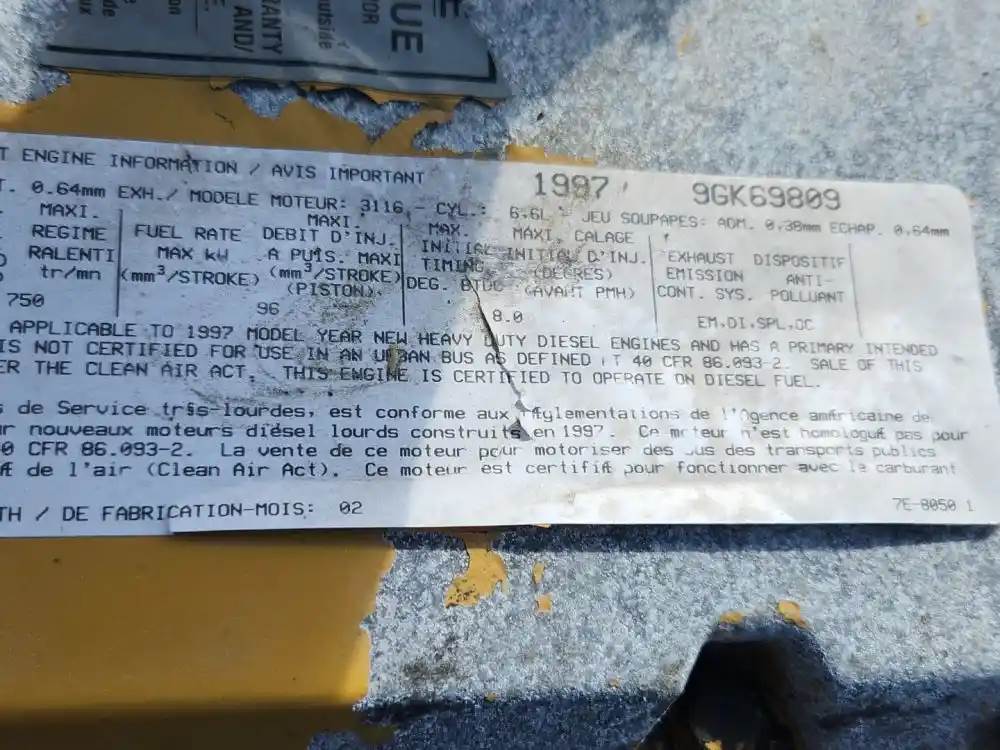 UE
OR
outside
ANTY
AND/
ion
de
T ENGINE INFORMATION / AVIS IMPORTANT 1997 9GK69809
T. 0.64mm EXH./ MODELE MOTEUR: 3116 - CYL.: 6.6L - JEU SOUPAPES: ADM. 0.38mm ECHAP. 0.64mm
MAXI. MAXI. MAX. MAXI. CALAGE
REGIME FUEL RATE DEBIT D'INJ. INITIAL INITIAL D'INJ. EXHAUST DISPOSITIF
RALENTI MAX kW A PUIS. MAXI TIMING (DEGRES) EMISSION ANTI-
tr/mn (mm³/STROKE) (mm³/STROKE) DEG. BTDC (AVANT PMH) CONT. SYS. POLLUANT
(PISTON)
750 96 8.0 EM.DI.SPL.OC
APPLICABLE TO 1997 MODEL YEAR NEW HEAVY DUTY DIESEL ENGINES AND HAS A PRIMARY INTENDED
IS NOT CERTIFIED FOR USE IN AN URBAN BUS AS DEFINED T 40 CFR 86.093-2. SALE OF THIS
ER THE CLEAN AIR ACT. THIS ENGINE IS CERTIFIED TO OPERATE ON DIESEL FUEL.
s de Service tr§s-lourdes, est conforme aux de l'Agence américaine de
r nouveaux moteurs diésel lourds construits en 1997. Ce moteur n'est pas pour
0 CFR 86.093-2. La vente de ce moteur pour motoriser des bus des transports publics
de l'air (Clean Air Act). Ce moteur est pour fonctionner avec le carburant
TH / DE FABRICATION-MOIS: 02 7E-8050 1